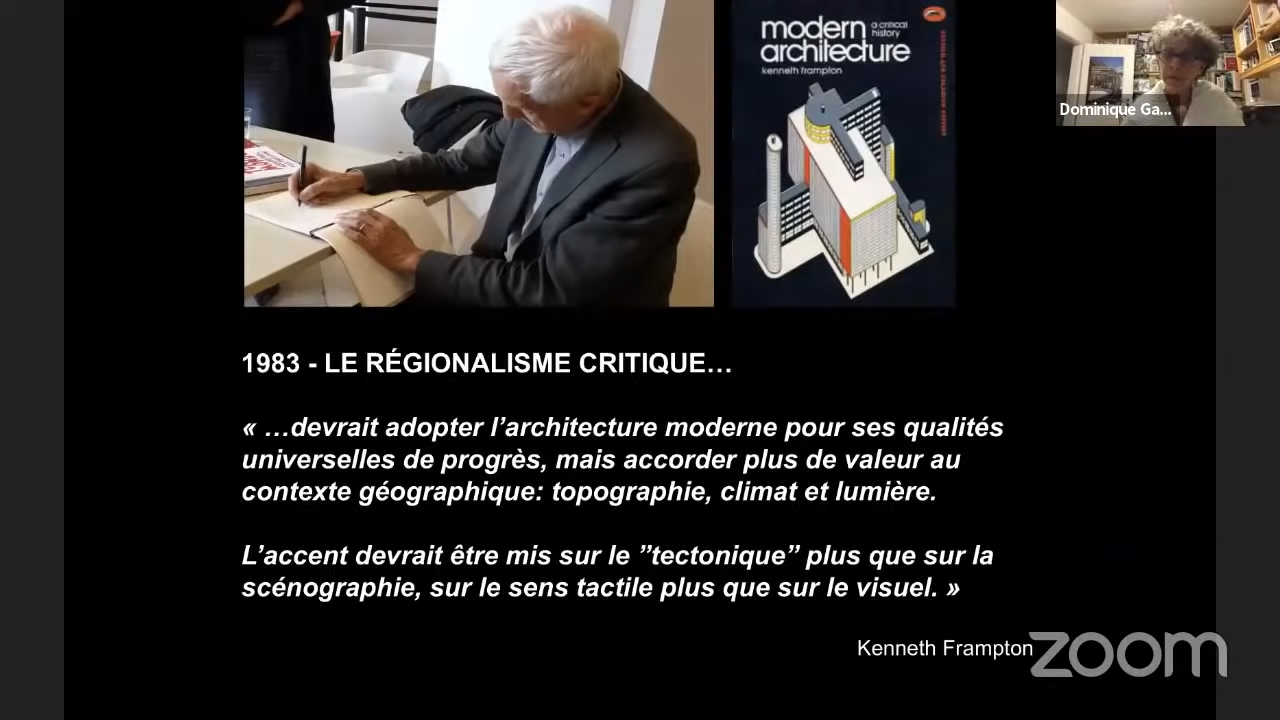 modern
a critical
history
architecture
kenneth frampton
Dominique Ga...
1983 - LE RÉGIONALISME CRITIQUE…
« …devrait adopter l’architecture moderne pour ses qualités
universelles de progrès, mais accorder plus de valeur au
contexte géographique: topographie, climat et lumière.
L’accent devrait être mis sur le ”tectonique” plus que sur la
scénographie, sur le sens tactile plus que sur le visuel. »
Kenneth Frampton
zoom